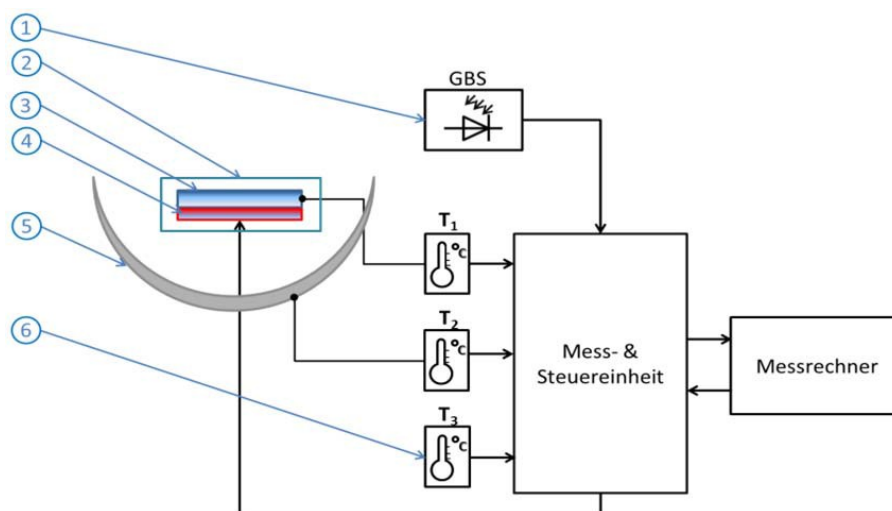 1
2
3
4
5
6
GBS
T1
°C
T2
°C
T3
°C
Mess- &
Steuereinheit
Messrechner